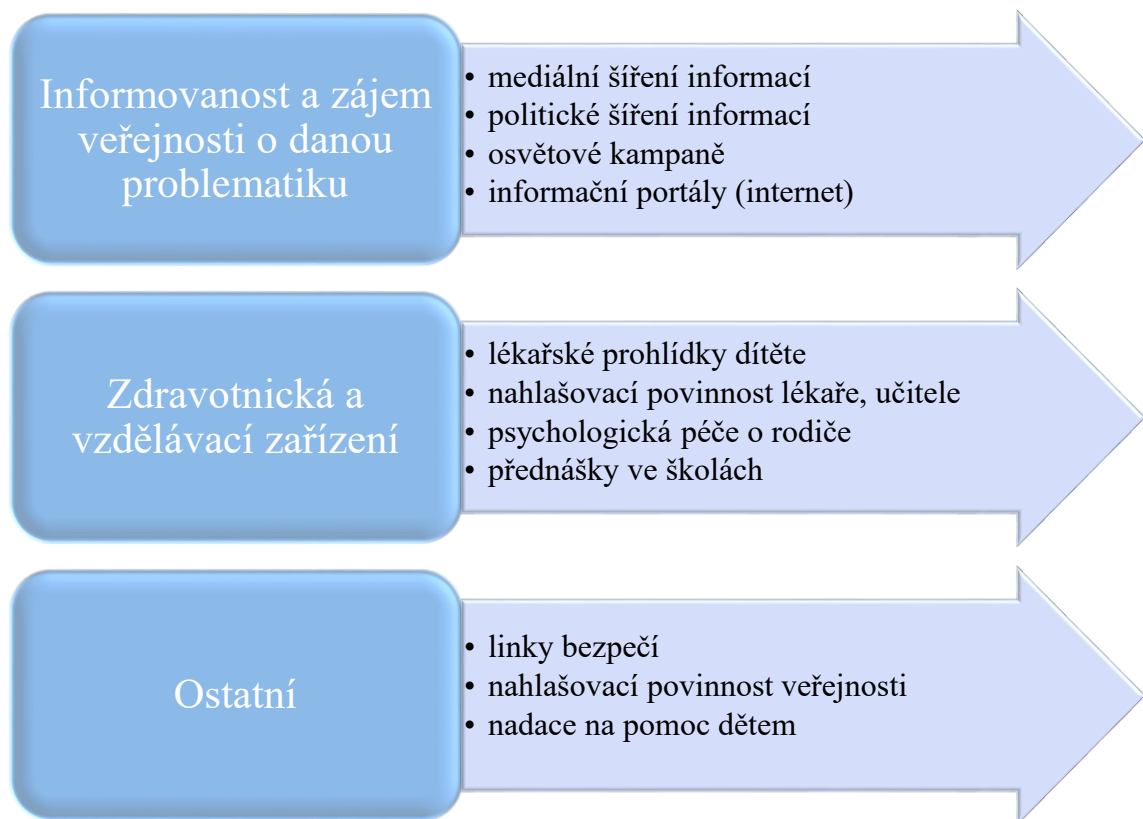 Informovanost a zájem
veřejnosti o danou
problematiku
• mediální šíření informací
• politické šíření informací
• osvětové kampaně
• informační portály (internet)
Zdravotnická a
vzdělávací zařízení
• lékařské prohlídky dítěte
• nahlašovací povinnost lékaře, učitele
• psychologická péče o rodiče
• přednášky ve školách
Ostatní
• linky bezpečí
• nahlašovací povinnost veřejnosti
• nadace na pomoc dětem